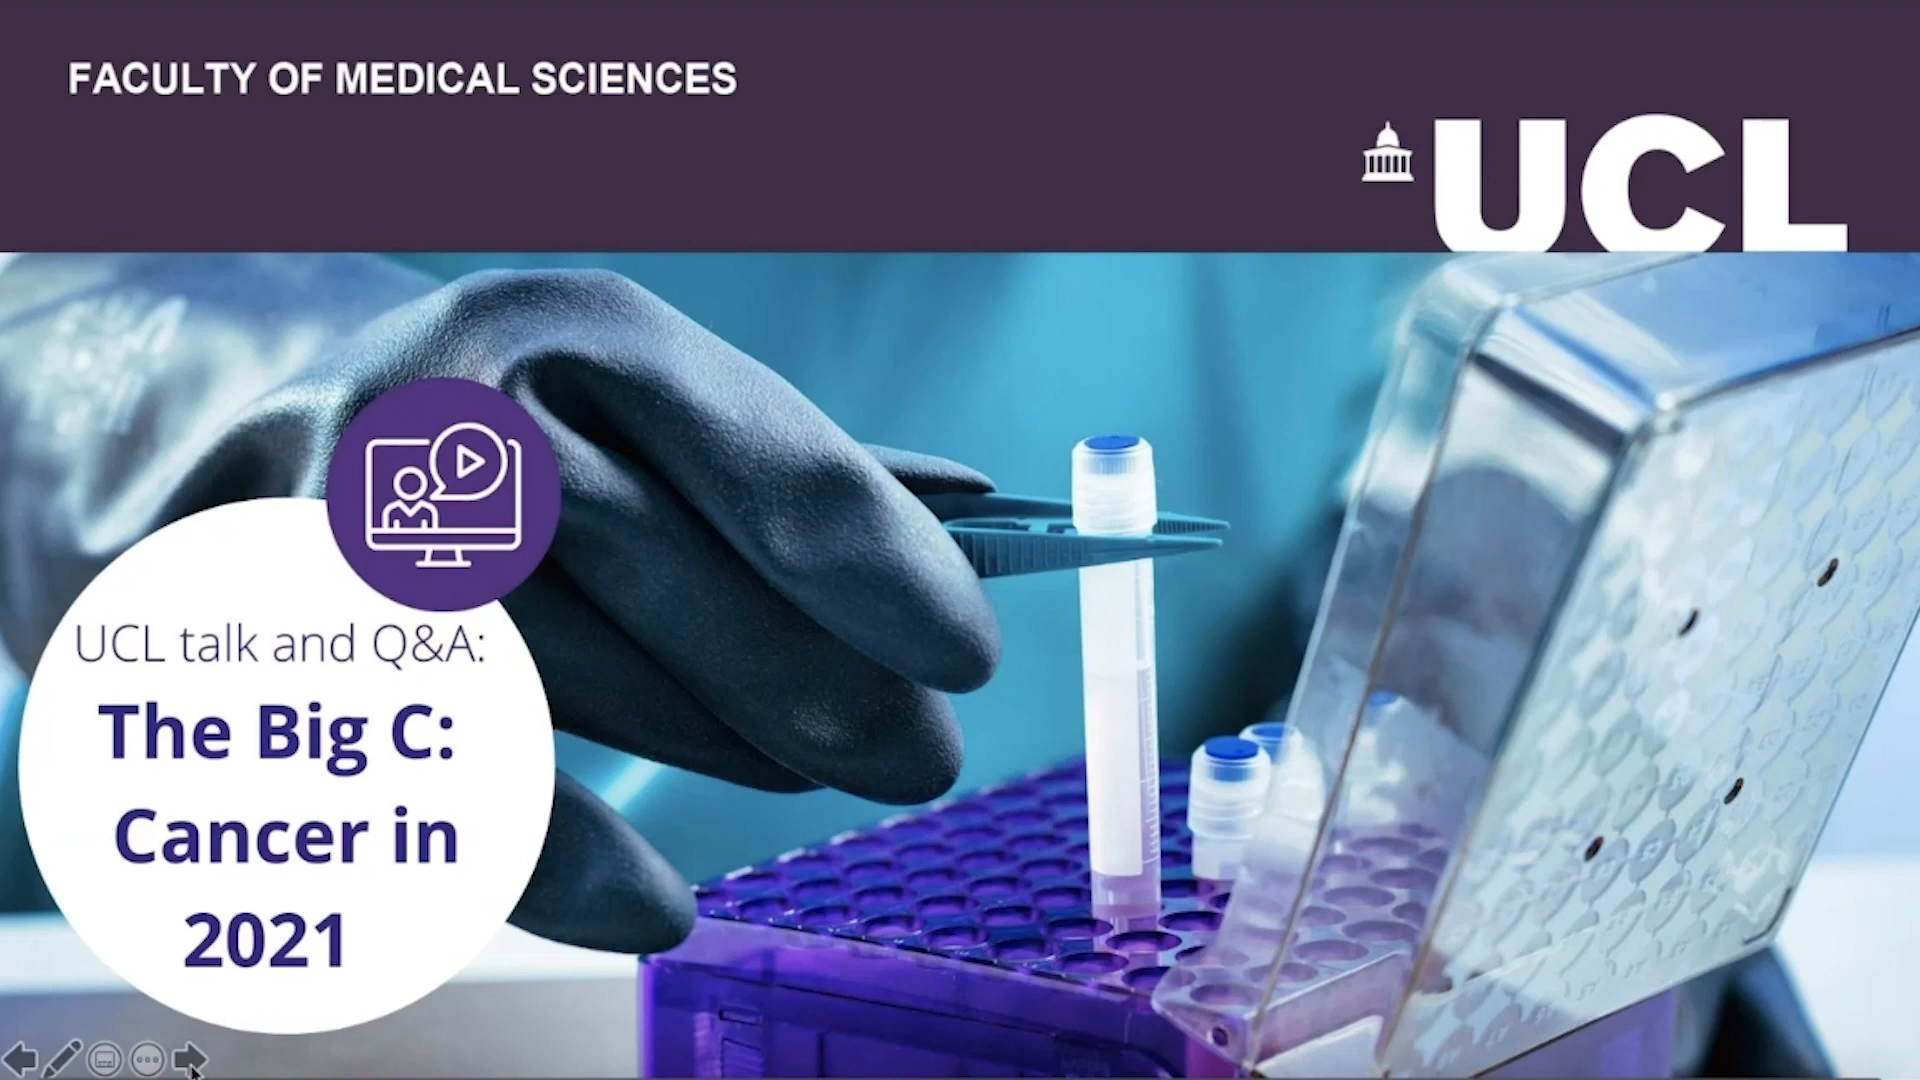 FACULTY OF MEDICAL SCIENCES
UCL
UCL talk and Q&A:
The Big C:
Cancer in
2021